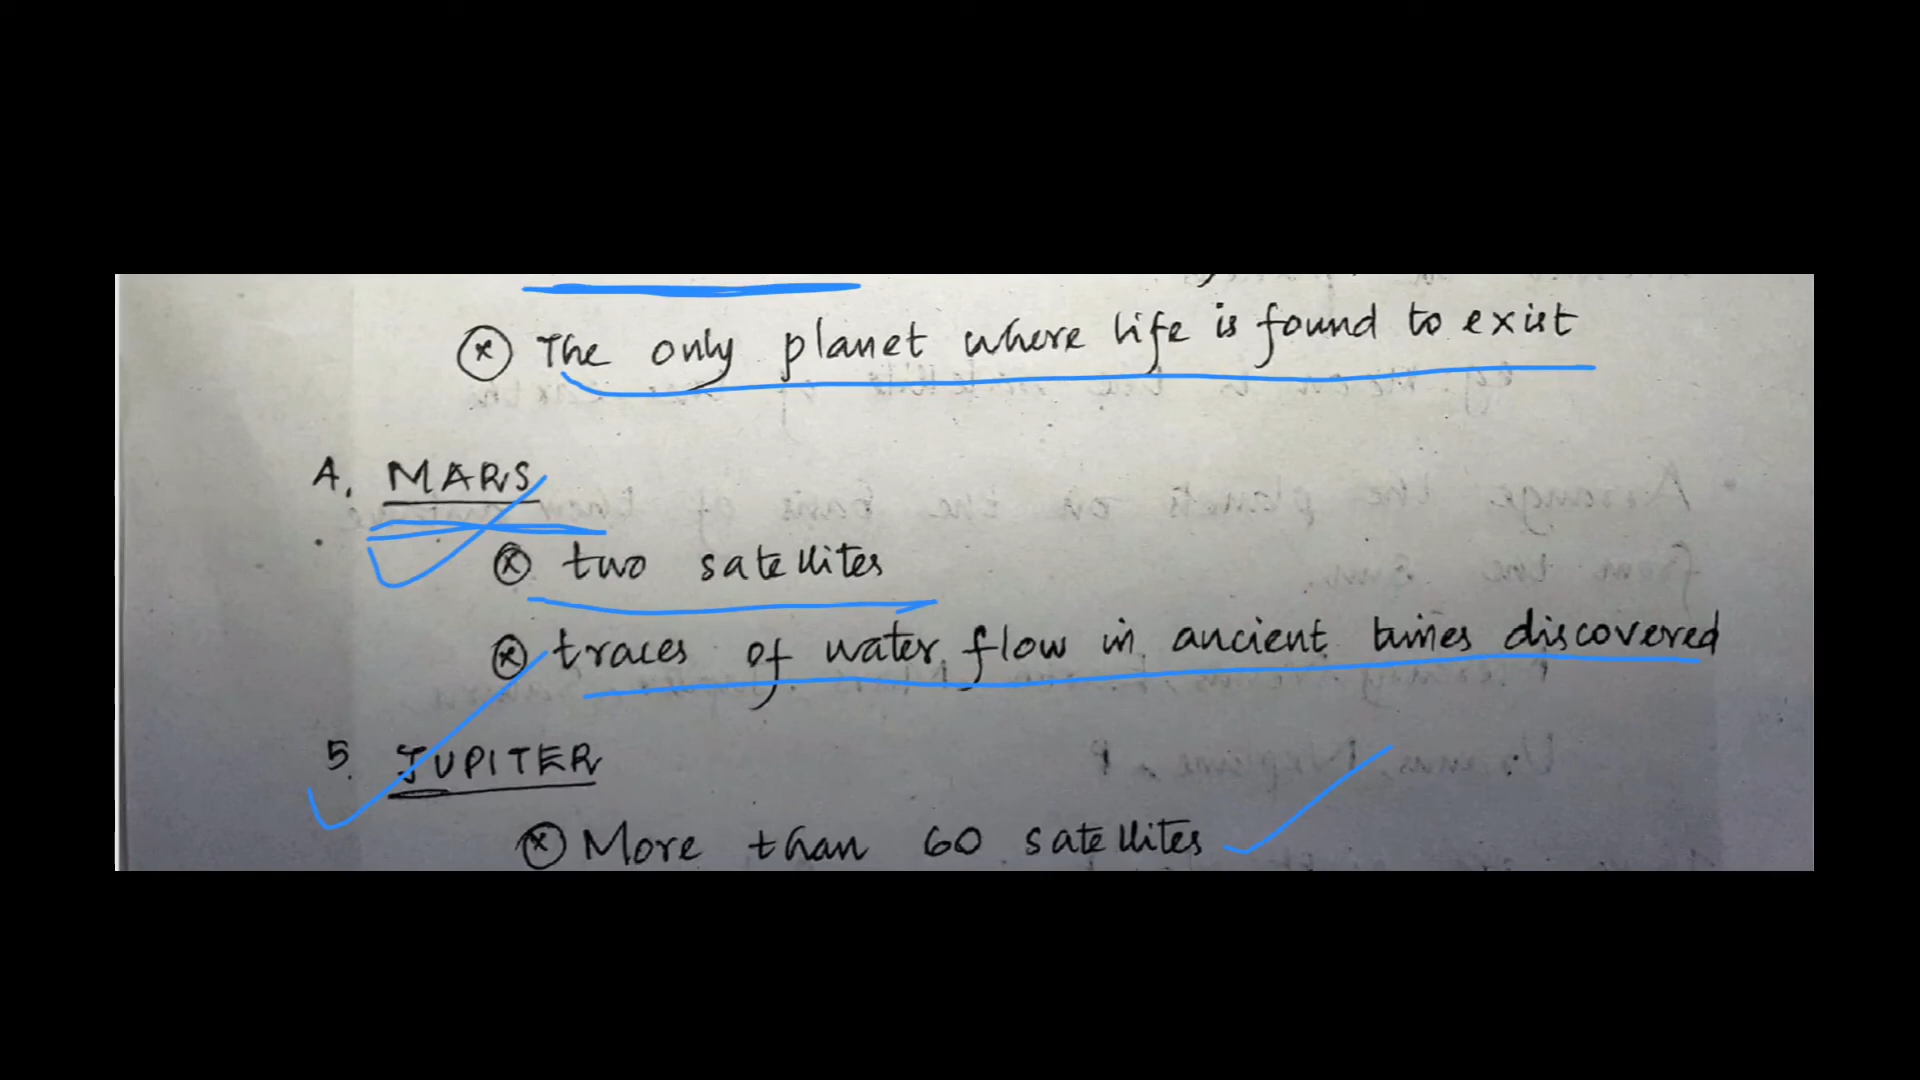 ⊗ The only planet where life is found to exist
4. MARS
⊗ two satellites
⊗ traces of water flow in ancient times discovered
5. JUPITER
⊗ More than 60 satellites